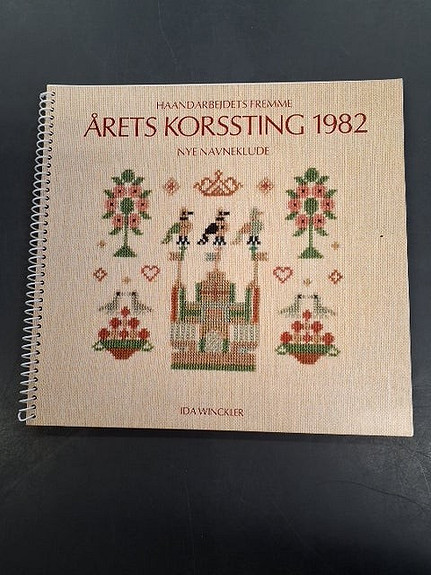 HAANDARBEJDETS FREMME
ÅRETS KORSSTING 1982
NYE NAVNEKLUDE
IDA WINCKLER